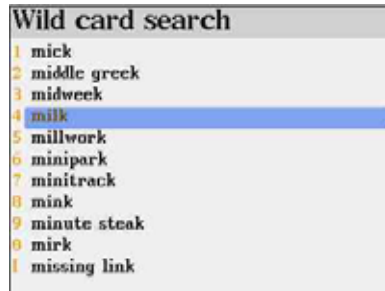 Wild card search
1 mick
2 middle greek
3 midweek
4 milk
5 millwork
6 minipark
7 minitrack
8 mink
9 minute steak
0 mirk
1 missing link